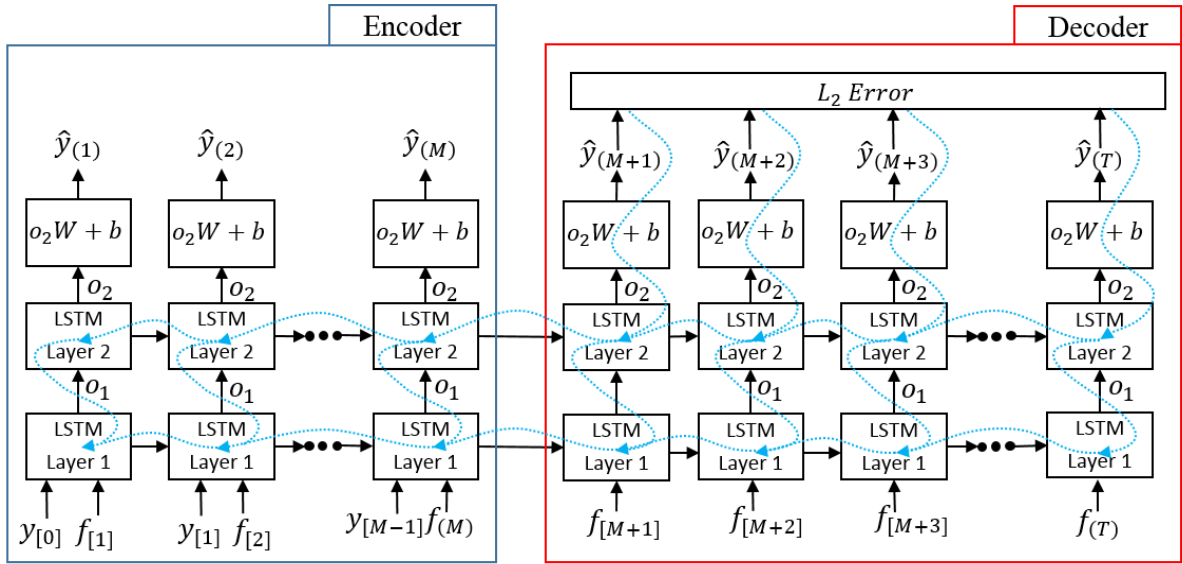 Encoder
Decoder
L₂ Error
ŷ(1) ŷ(2) ŷ(M) ŷ(M+1) ŷ(M+2) ŷ(M+3) ŷ(T)
o₂W + b o₂W + b o₂W + b o₂W + b o₂W + b o₂W + b o₂W + b
o₂ o₂ o₂ o₂ o₂ o₂ o₂
LSTM LSTM LSTM LSTM LSTM LSTM LSTM
Layer 2 Layer 2 Layer 2 Layer 2 Layer 2 Layer 2 Layer 2
o₁ o₁ o₁ o₁ o₁ o₁
LSTM LSTM LSTM LSTM LSTM LSTM LSTM
Layer 1 Layer 1 Layer 1 Layer 1 Layer 1 Layer 1 Layer 1
y[0] f[1] y[1] f[2] y[M−1] f(M) f[M+1] f[M+2] f[M+3] f(T)